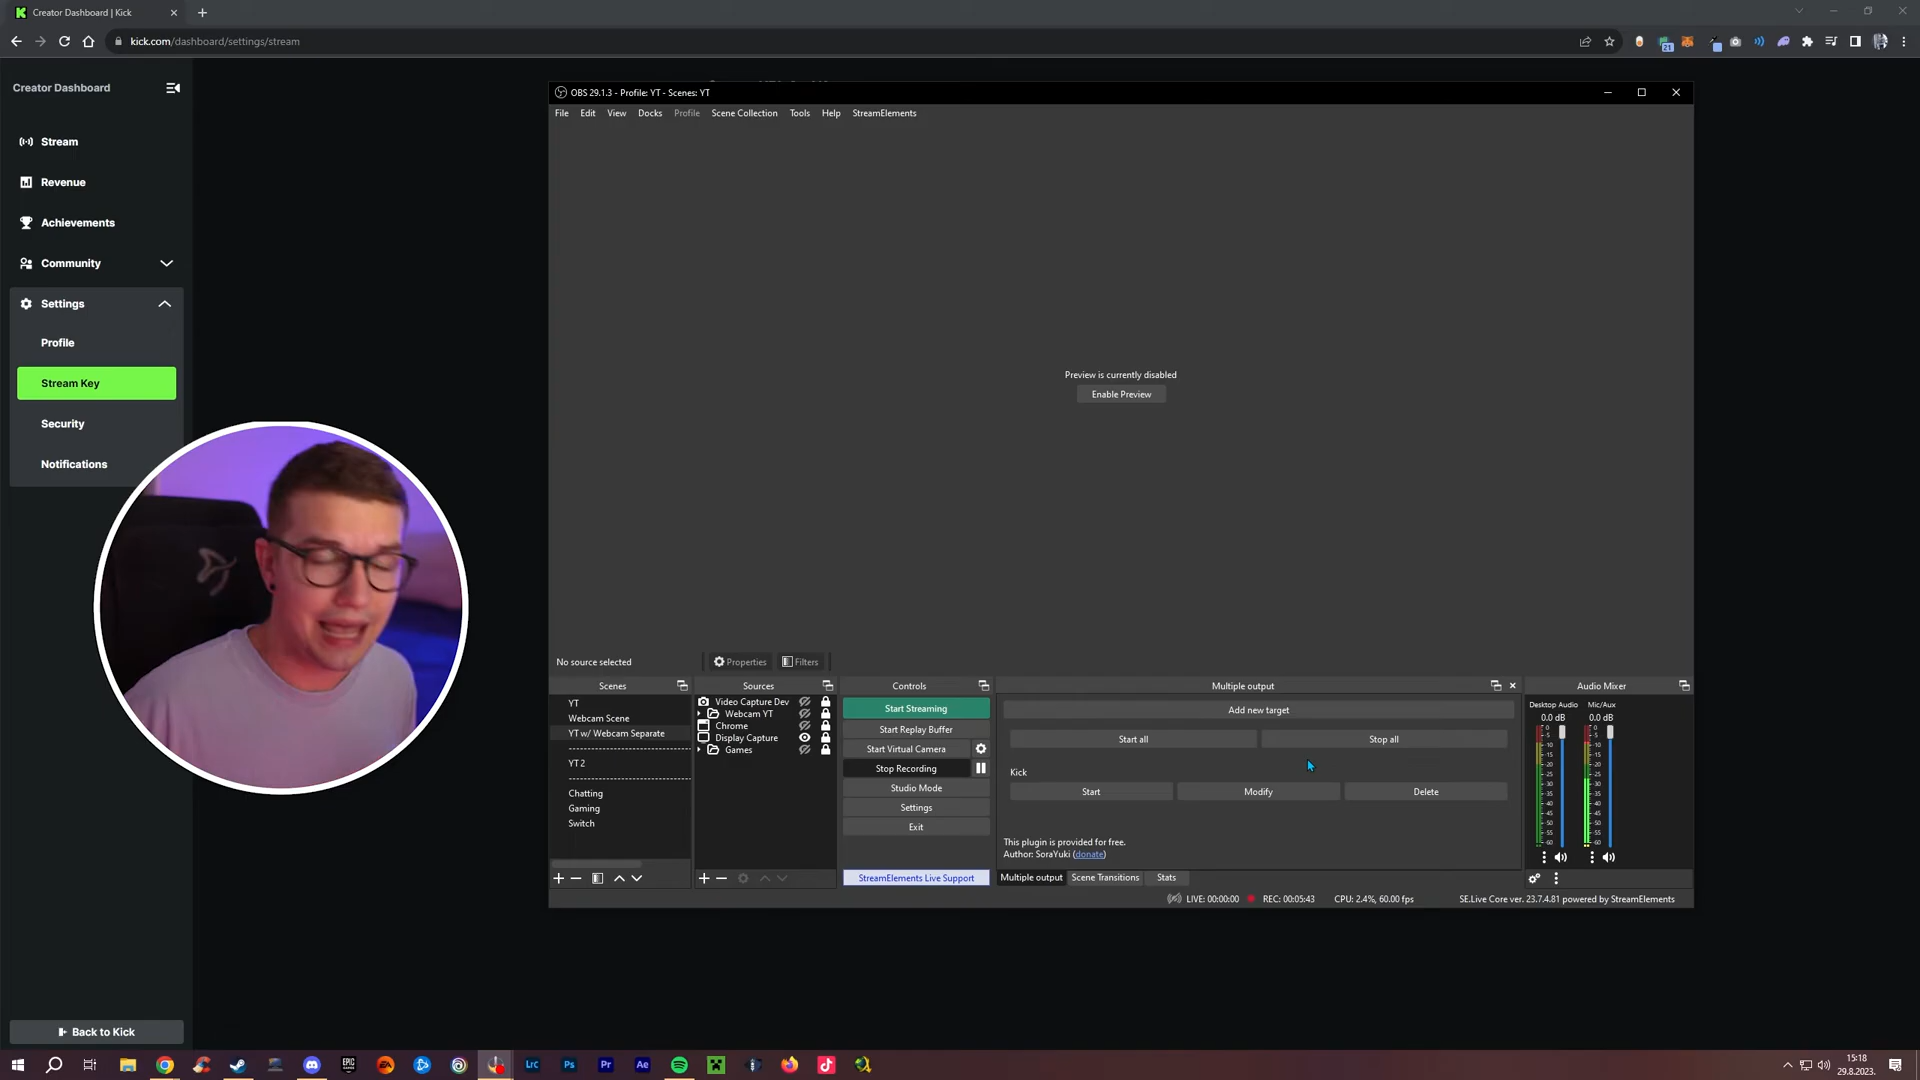 Creator Dashboard | Kick
kick.com/dashboard/settings/stream
21
Creator Dashboard
Stream
Revenue
Achievements
Community
Settings
Profile
Stream Key
Security
Notifications
Back to Kick
OBS 29.1.3 - Profile: YT - Scenes: YT
File Edit View Docks Profile Scene Collection Tools Help StreamElements
Preview is currently disabled
Enable Preview
No source selected
Properties
Filters
Scenes
YT
Webcam Scene
YT w/ Webcam Separate
YT 2
Chatting
Gaming
Switch
Sources
Video Capture Dev
Webcam YT
Chrome
Display Capture
Games
Controls
Start Streaming
Start Replay Buffer
Start Virtual Camera
Stop Recording
Studio Mode
Settings
Exit
StreamElements Live Support
Multiple output
Add new target
Start all
Stop all
Kick
Start
Modify
Delete
This plugin is provided for free.
Author: SoraYuki (donate)
Multiple output Scene Transitions Stats
Audio Mixer
Desktop Audio Mic/Aux
0.0 dB 0.0 dB
LIVE: 00:00:00 REC: 00:05:43 CPU: 2.4%, 60.00 fps
SE.Live Core ver. 23.7.4.81 powered by StreamElements
EPIC GAMES
EA
Lrc
Ps
Pr
Ae
15:18
29.8.2023.